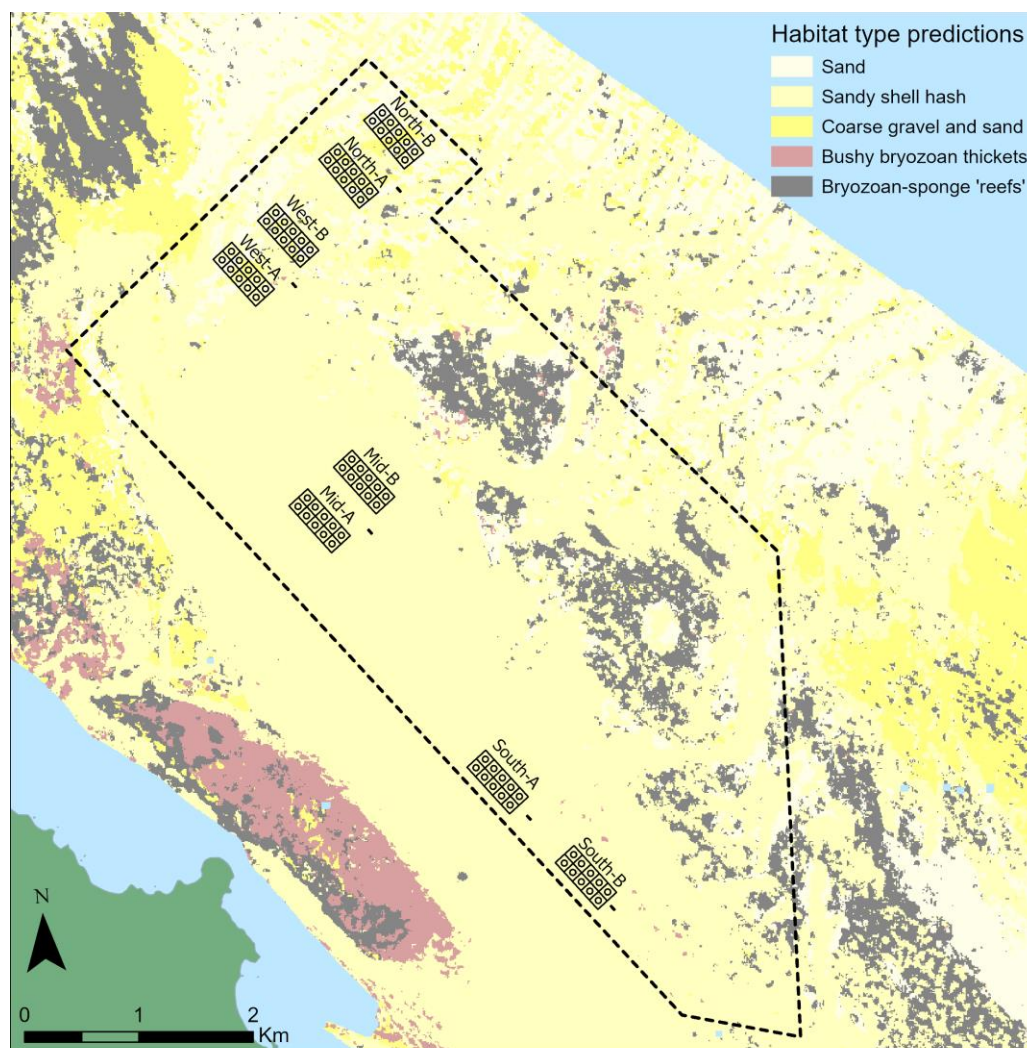 Habitat type predictions
Sand
Sandy shell hash
Coarse gravel and sand
Bushy bryozoan thickets
Bryozoan-sponge 'reefs'
North-B
North-A
West-B
West-A
Mid-B
Mid-A
South-A
South-B
N
0 1 2
Km